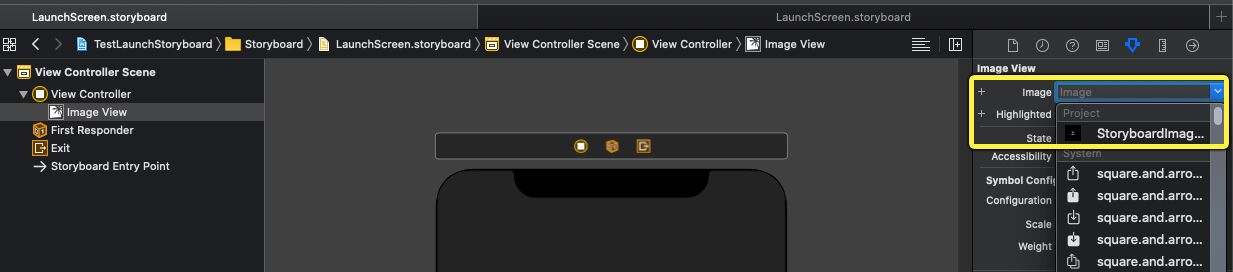 LaunchScreen.storyboard
LaunchScreen.storyboard
TestLaunchStoryboard
Storyboard
LaunchScreen.storyboard
View Controller Scene
View Controller
Image View
View Controller Scene
View Controller
Image View
First Responder
Exit
Storyboard Entry Point
Image View
Image
Image
Highlighted
Project
State
StoryboardImag...
Accessibility
System
square.and.arro...
Symbol Config
square.and.arro...
Configuration
square.and.arro...
Scale
square.and.arro...
Weight
square.and.arro...